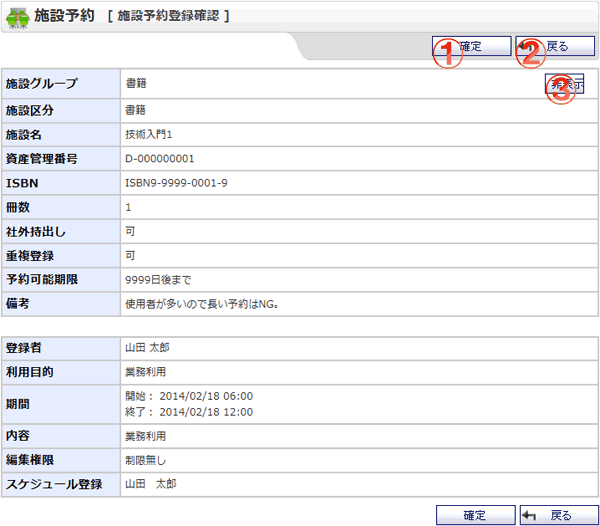 施設予約 [ 施設予約登録確認 ]
① 確定 ② 戻る
施設グループ 書籍 ③ 非表示
施設区分 書籍
施設名 技術入門1
資産管理番号 D-000000001
ISBN ISBN9-9999-0001-9
冊数 1
社外持出し 可
重複登録 可
予約可能期限 9999日後まで
備考 使用者が多いので長い予約はNG。
登録者 山田 太郎
利用目的 業務利用
期間 開始： 2014/02/18 06:00
終了： 2014/02/18 12:00
内容 業務利用
編集権限 制限無し
スケジュール登録 山田　太郎
確定 戻る